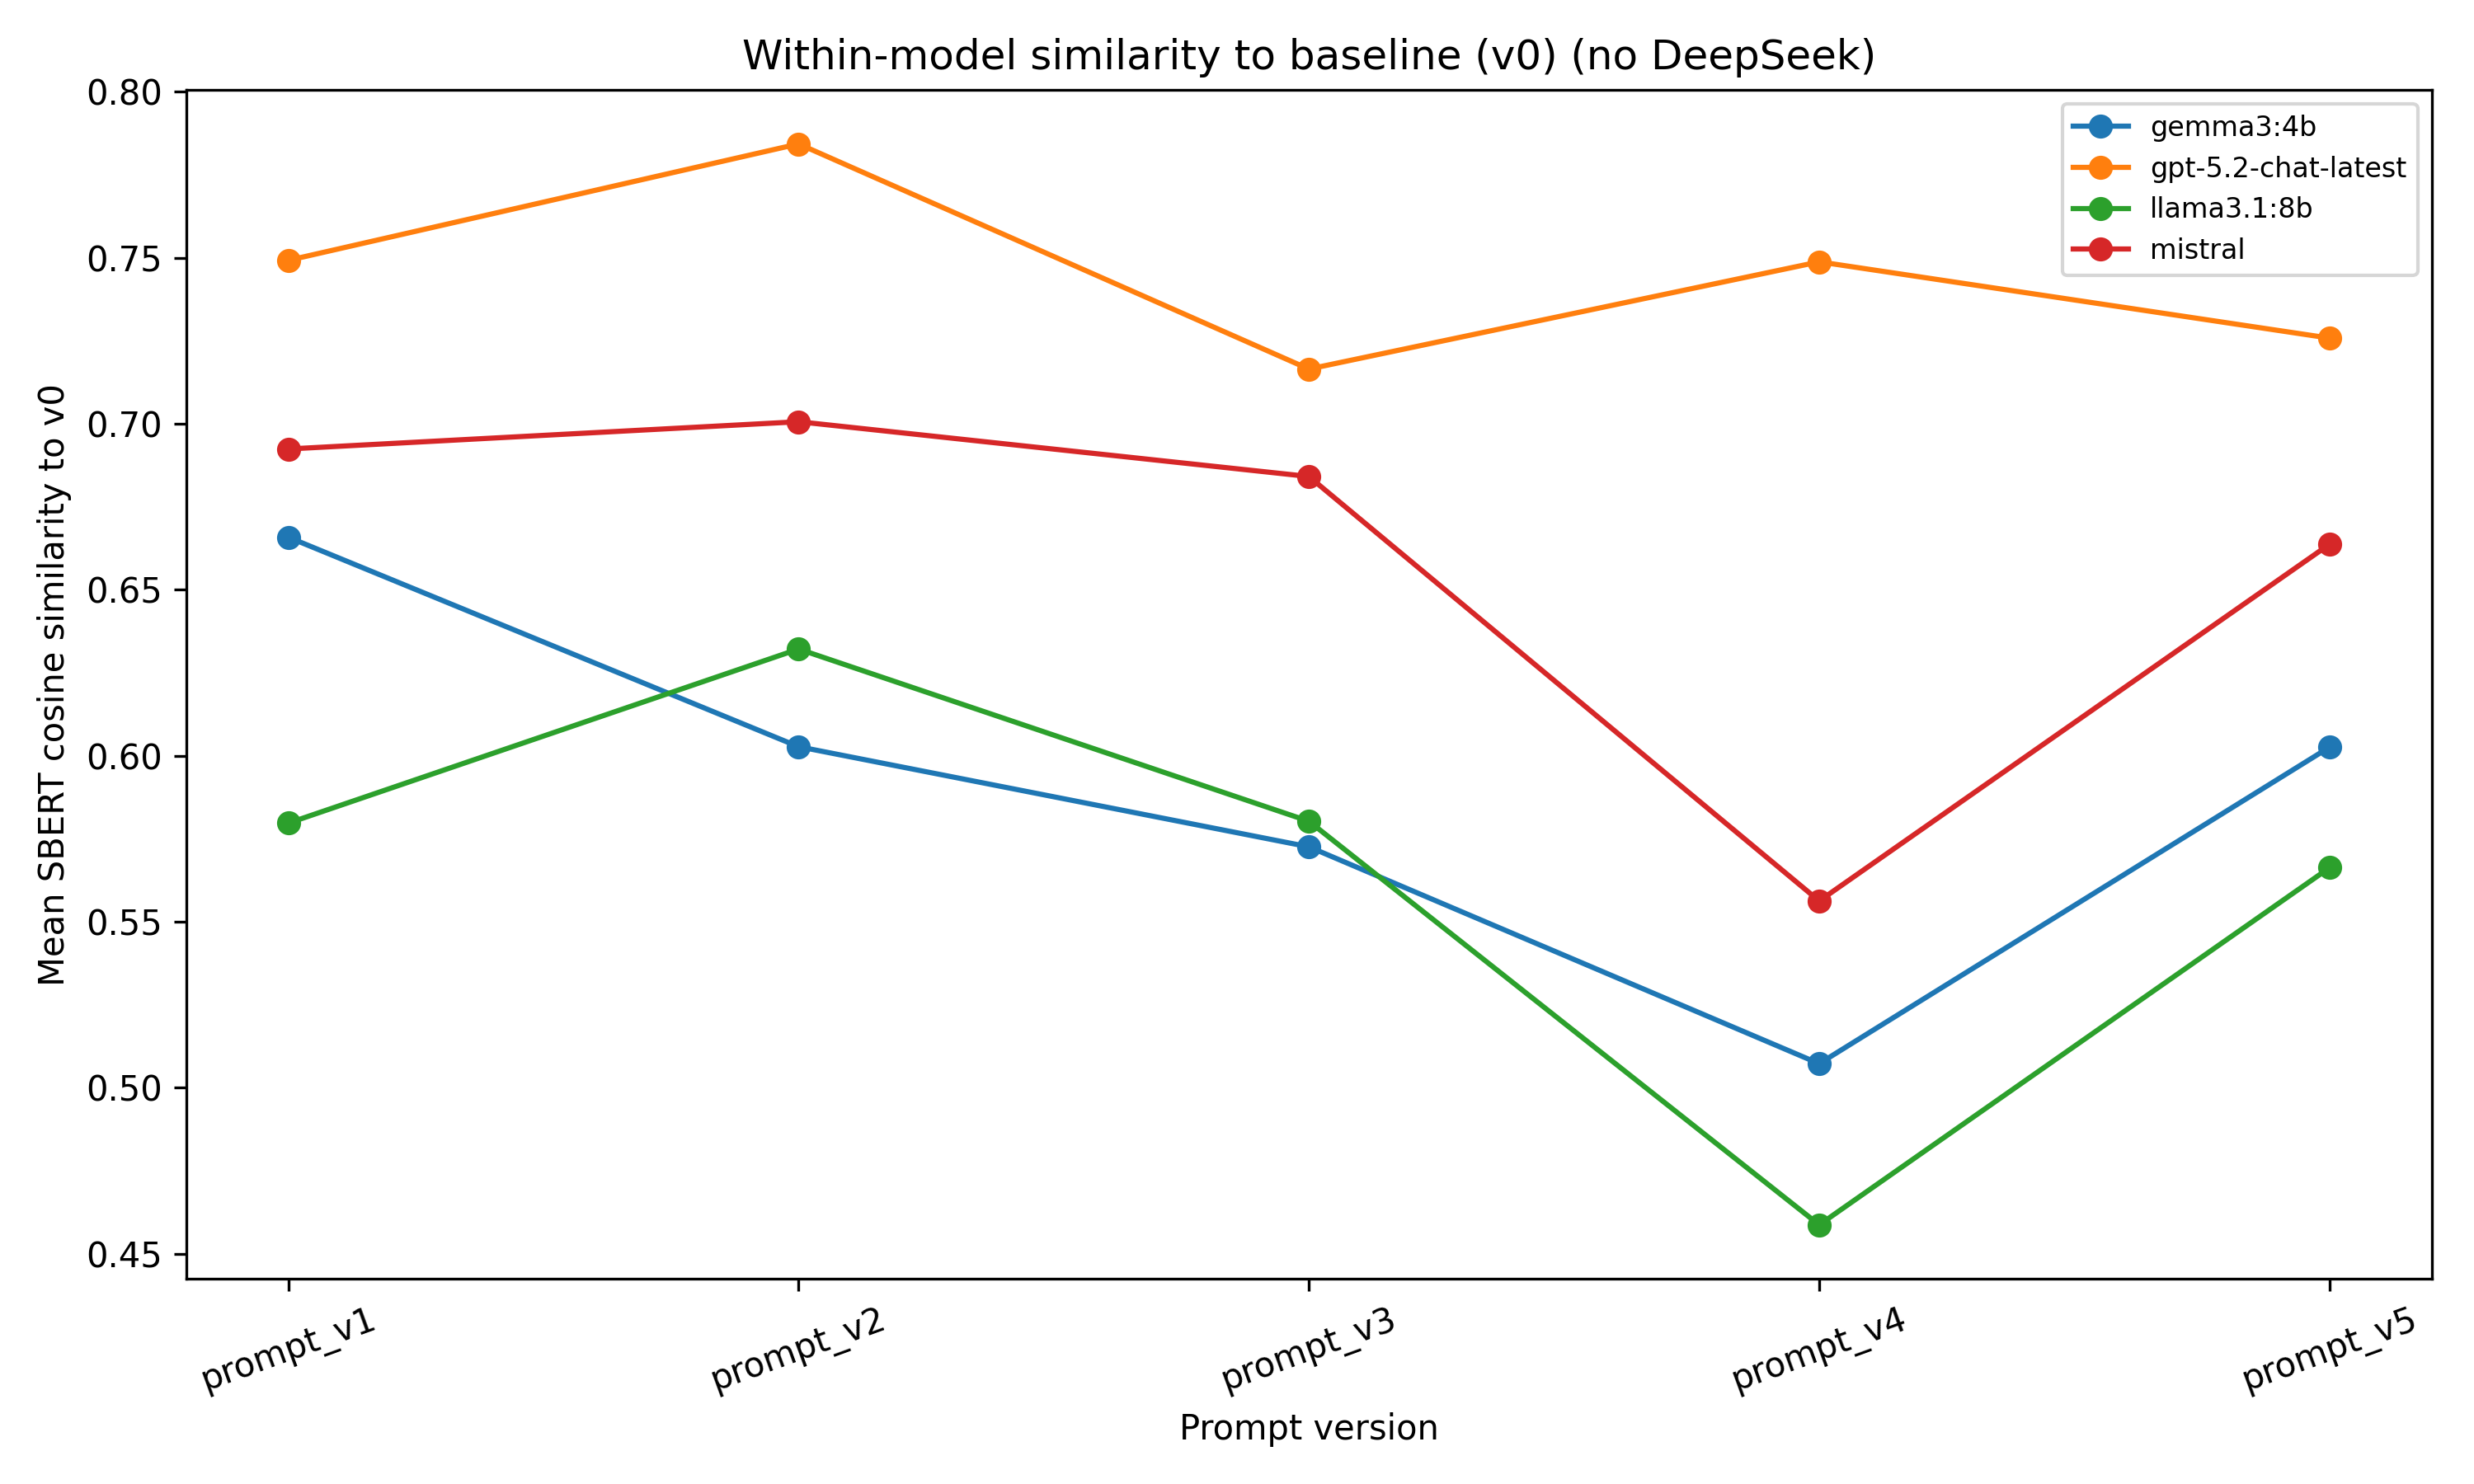 Within-model similarity to baseline (v0) (no DeepSeek)
gemma3:4b
gpt-5.2-chat-latest
llama3.1:8b
mistral
Mean SBERT cosine similarity to v0
0.80
0.75
0.70
0.65
0.60
0.55
0.50
0.45
prompt_v1
prompt_v2
prompt_v3
prompt_v4
prompt_v5
Prompt version